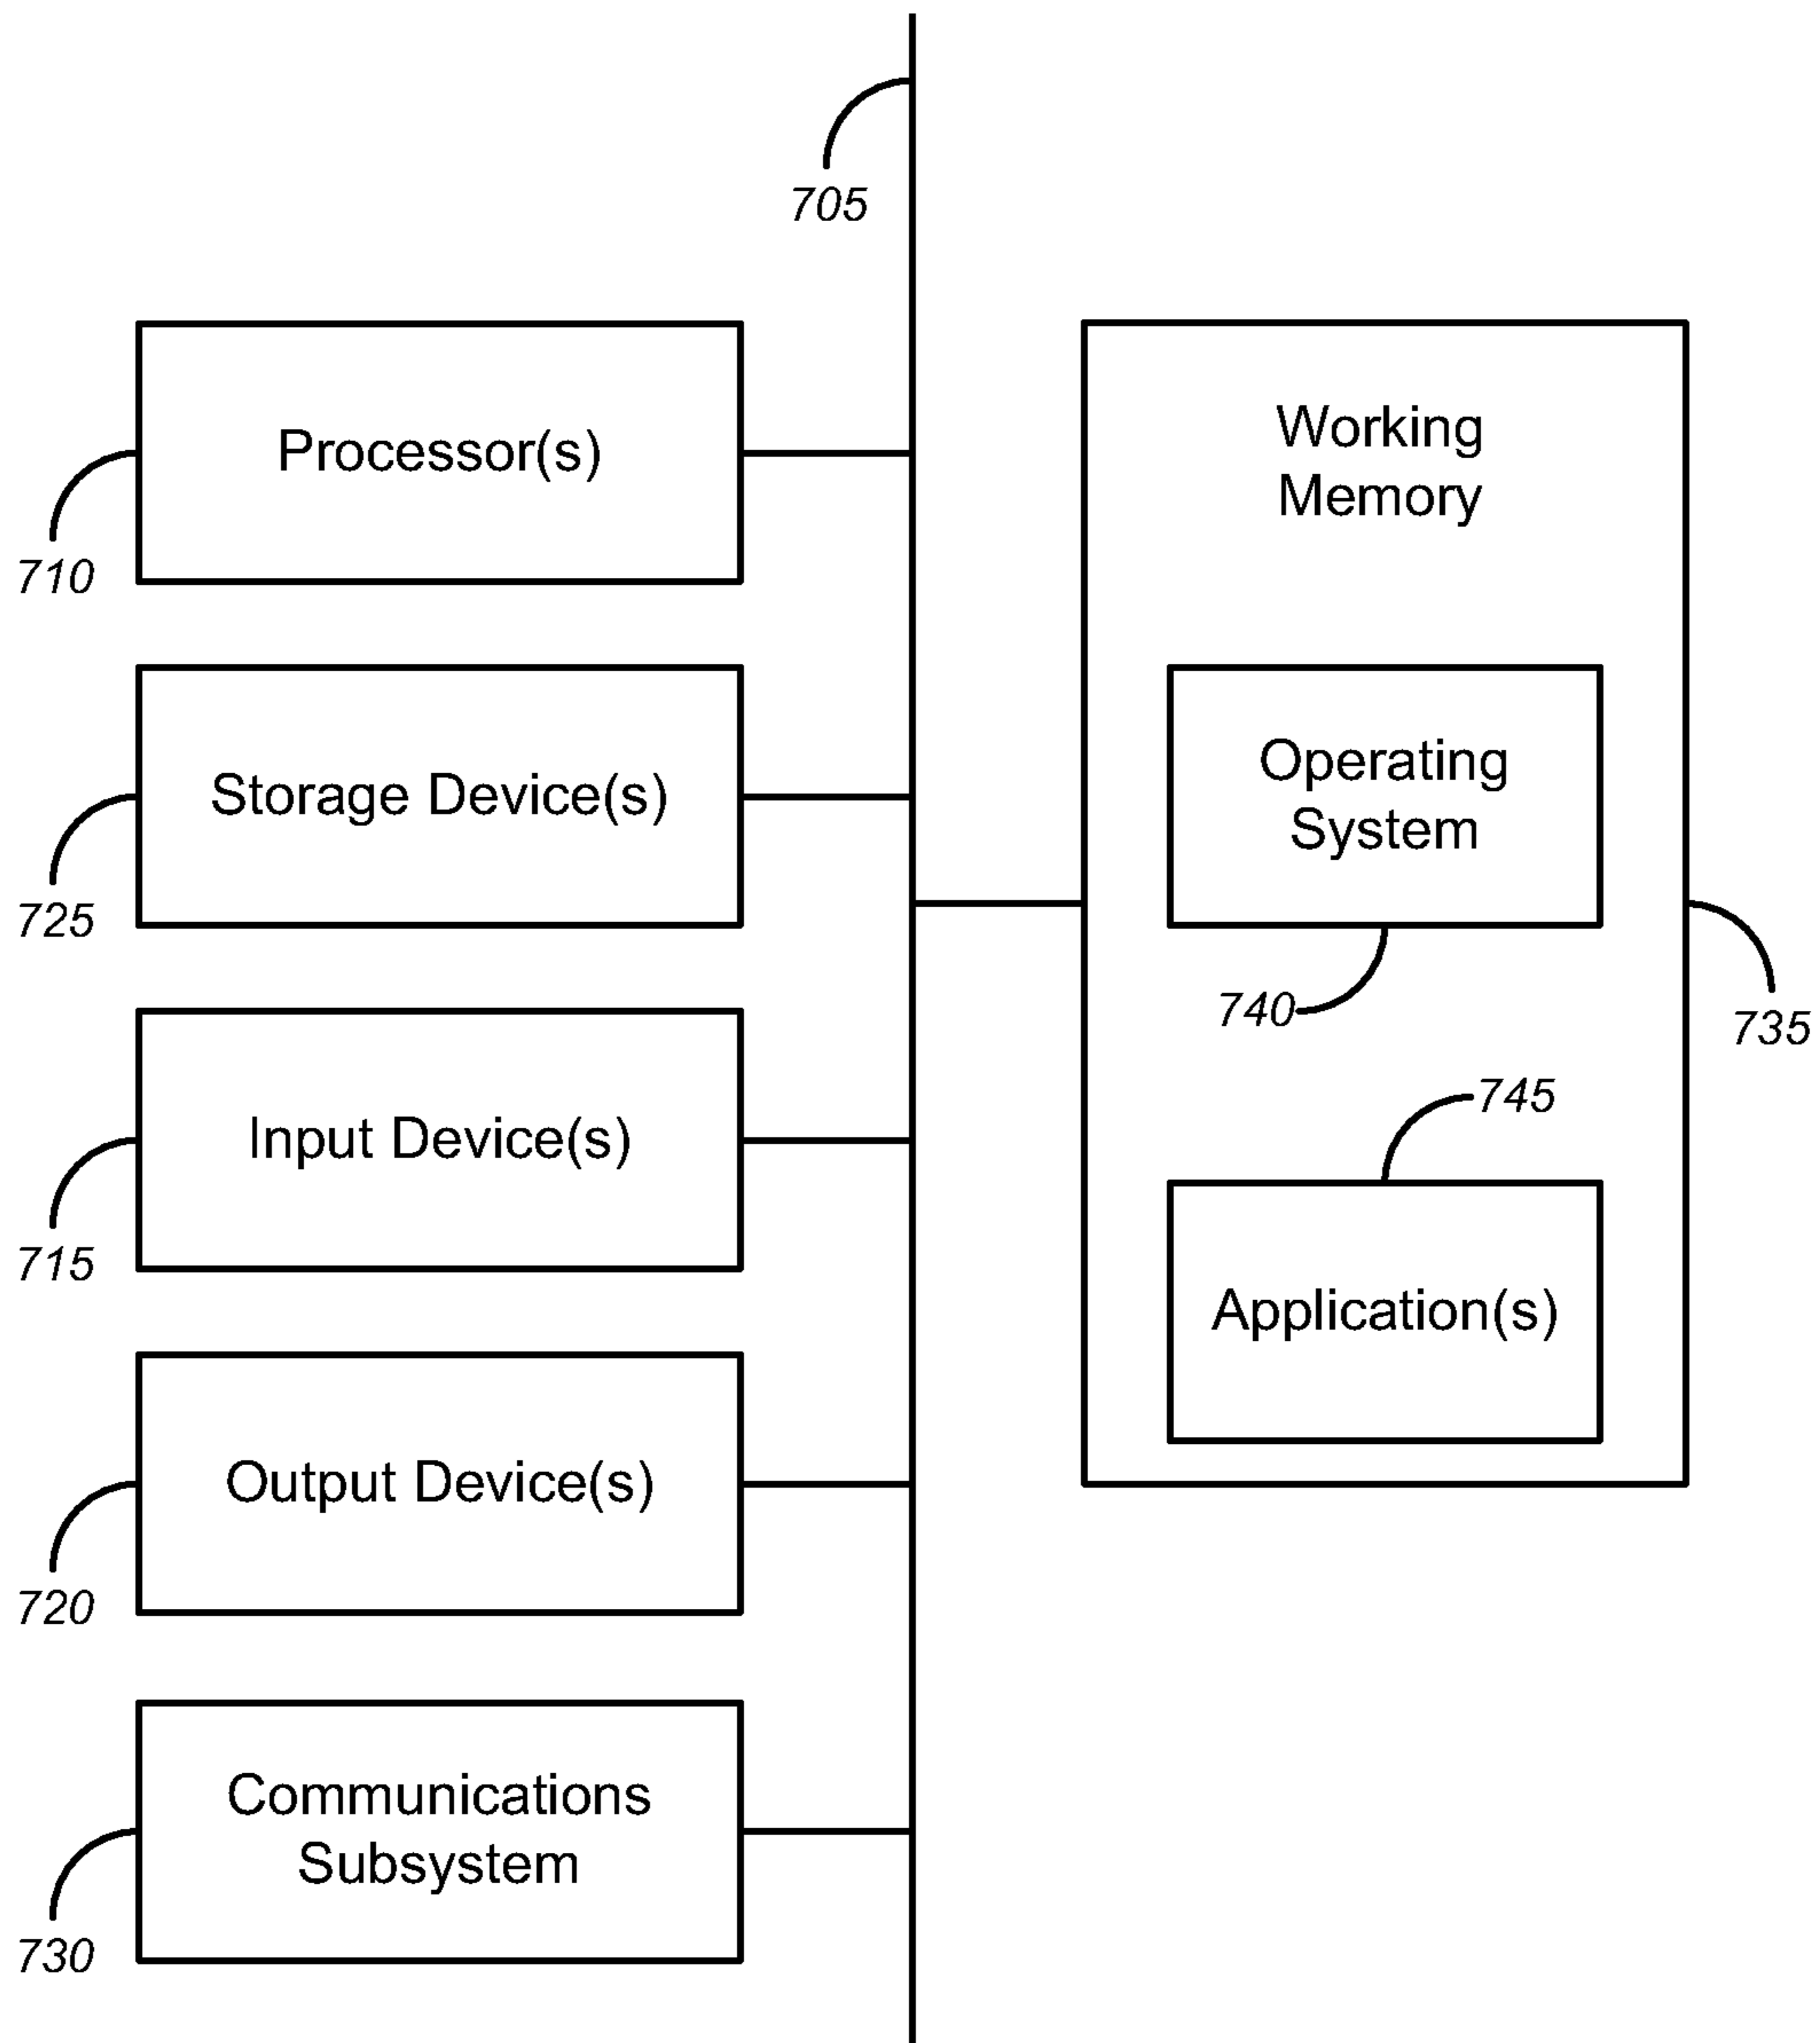 705
Processor(s)
710
Storage Device(s)
725
Input Device(s)
715
Output Device(s)
720
Communications
Subsystem
730
Working
Memory
Operating
System
740
735
745
Application(s)